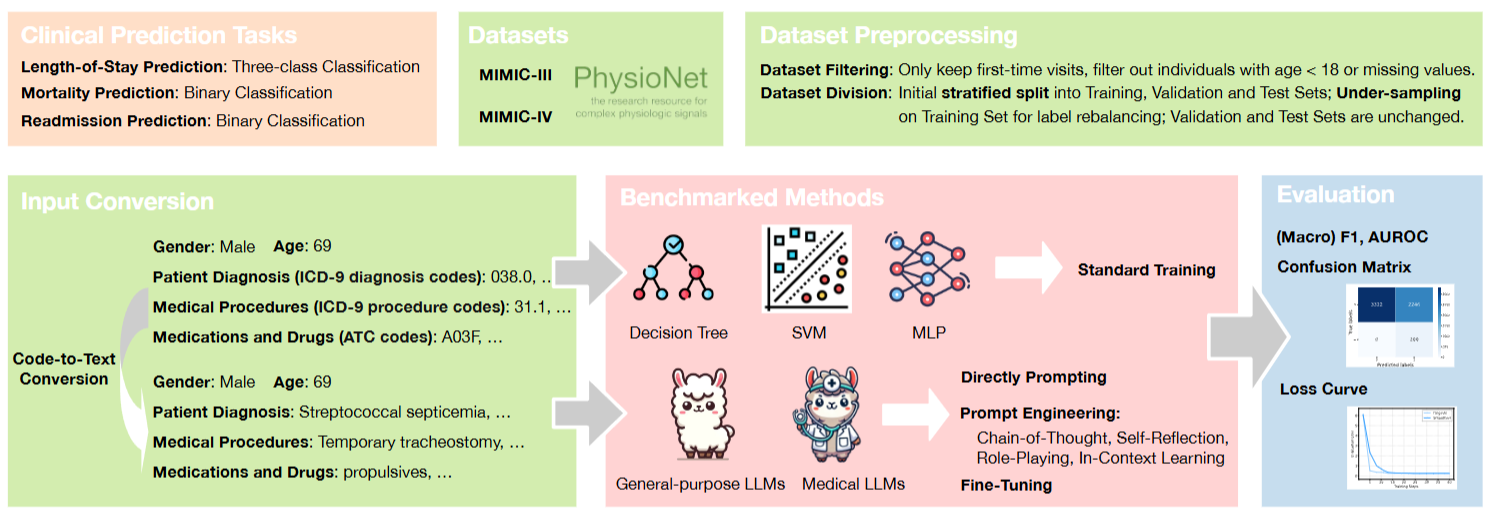 Clinical Prediction Tasks
Length-of-Stay Prediction: Three-class Classification
Mortality Prediction: Binary Classification
Readmission Prediction: Binary Classification
Datasets
MIMIC-III
MIMIC-IV
PhysioNet
the research resource for
complex physiologic signals
Dataset Preprocessing
Dataset Filtering: Only keep first-time visits, filter out individuals with age < 18 or missing values.
Dataset Division: Initial stratified split into Training, Validation and Test Sets; Under-sampling
on Training Set for label rebalancing; Validation and Test Sets are unchanged.
Input Conversion
Gender: Male Age: 69
Patient Diagnosis (ICD-9 diagnosis codes): 038.0, ...
Medical Procedures (ICD-9 procedure codes): 31.1, ...
Medications and Drugs (ATC codes): A03F, ...
Code-to-Text
Conversion
Gender: Male Age: 69
Patient Diagnosis: Streptococcal septicemia, ...
Medical Procedures: Temporary tracheostomy, ...
Medications and Drugs: propulsives, ...
Benchmarked Methods
Decision Tree
SVM
MLP
Standard Training
General-purpose LLMs
Medical LLMs
Directly Prompting
Prompt Engineering:
Chain-of-Thought, Self-Reflection,
Role-Playing, In-Context Learning
Fine-Tuning
Evaluation
(Macro) F1, AUROC
Confusion Matrix
True labels
Predicted labels
Loss Curve
Training Steps